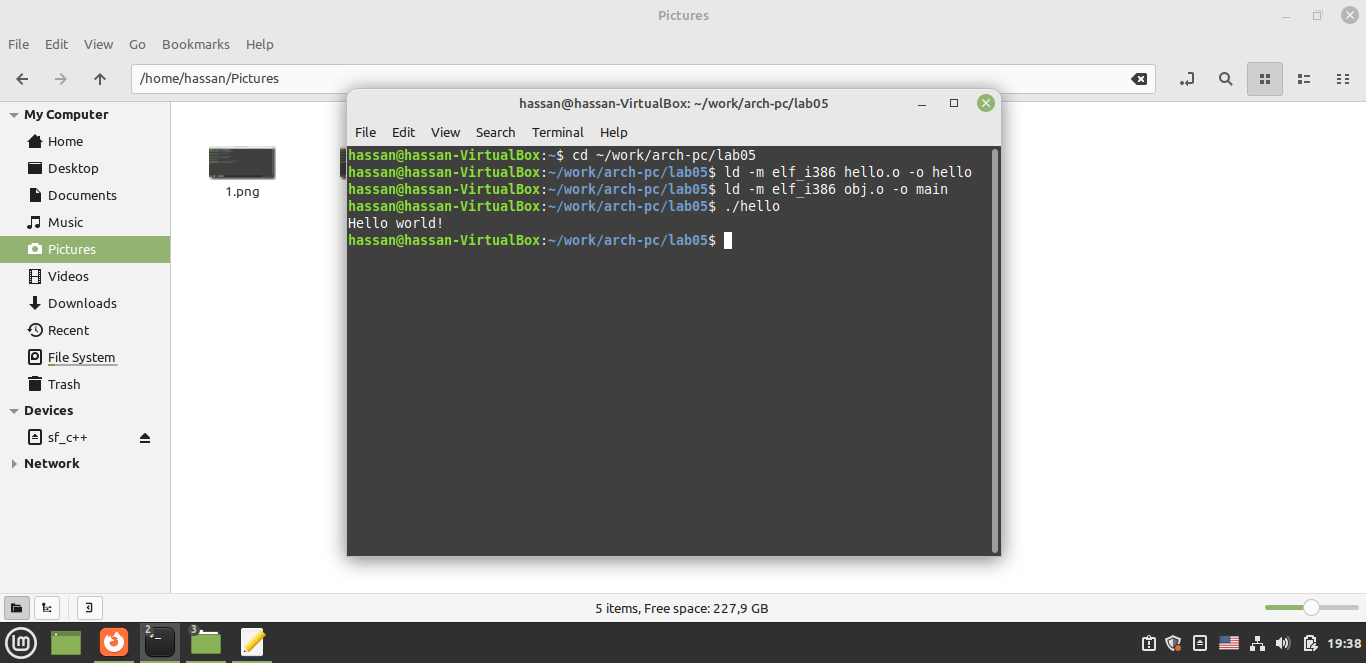 Pictures
File Edit View Go Bookmarks Help
/home/hassan/Pictures
My Computer
Home
Desktop
Documents
Music
Pictures
Videos
Downloads
Recent
File System
Trash
Devices
sf_c++
Network
1.png
hassan@hassan-VirtualBox: ~/work/arch-pc/lab05
File Edit View Search Terminal Help
hassan@hassan-VirtualBox:~$ cd ~/work/arch-pc/lab05
hassan@hassan-VirtualBox:~/work/arch-pc/lab05$ ld -m elf_i386 hello.o -o hello
hassan@hassan-VirtualBox:~/work/arch-pc/lab05$ ld -m elf_i386 obj.o -o main
hassan@hassan-VirtualBox:~/work/arch-pc/lab05$ ./hello
Hello world!
hassan@hassan-VirtualBox:~/work/arch-pc/lab05$
5 items, Free space: 227,9 GB
2
3
19:38